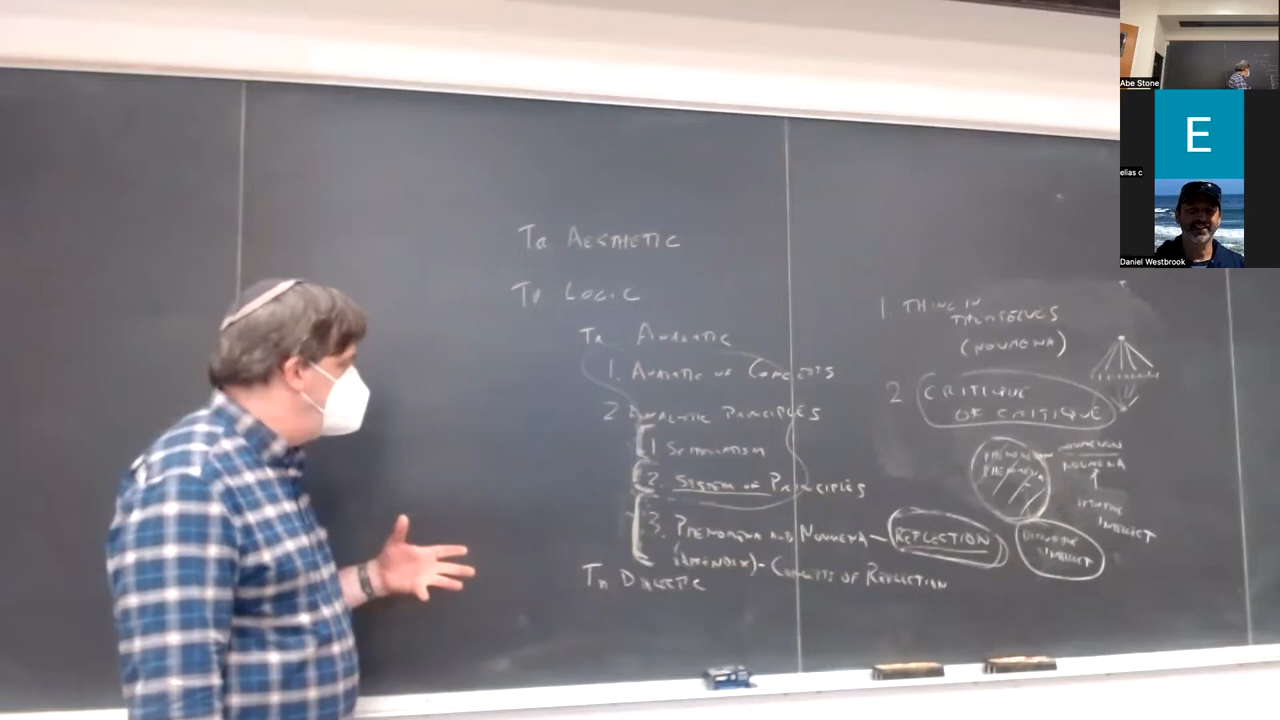 Tr AESTHETIC
Tr LOGIC
Tr ANALYTIC
1. ANALYTIC OF CONCEPTS
2 ANALYTIC PRINCIPLES
1 SCHEMATISM
2. SYSTEM OF PRINCIPLES
3. PHENOMENA AND NOUMENA - REFLECTION
(APPENDIX) - CONCEPTS OF REFLECTION
Tr DIALECTIC
1. THING IN
THEMSELVES
(NOUMENA)
2 CRITIQUE
OF CRITIQUE
PHENOMENON
PHENOMENA
NOUMENON
NOUMENA
INTUITIVE
INTELLECT
DISCURSIVE
INTELLECT
Abe Stone
E
elias c
Daniel Westbrook